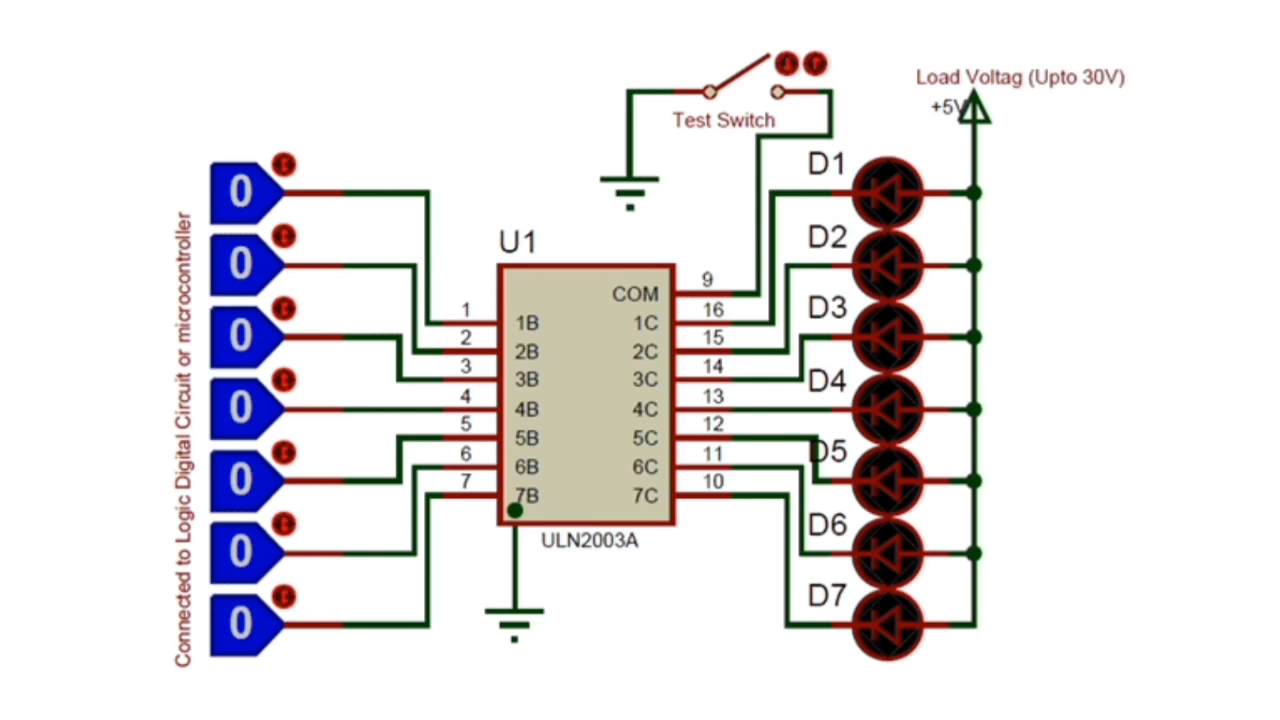 Load Voltag (Upto 30V)
+5V
Test Switch
Connected to Logic Digital Circuit or microcontroller
0
0
0
0
0
0
0
U1
1
2
3
4
5
6
7
1B
2B
3B
4B
5B
6B
7B
COM
1C
2C
3C
4C
5C
6C
7C
9
16
15
14
13
12
11
10
ULN2003A
D1
D2
D3
D4
D5
D6
D7